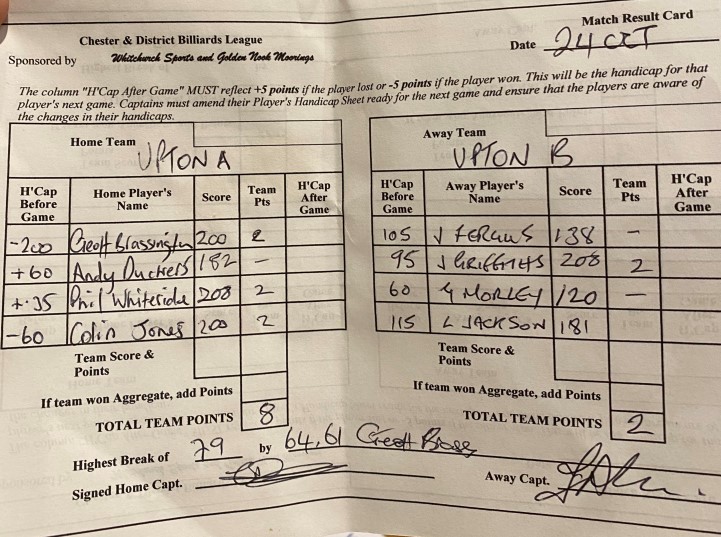 Match Result Card
Chester & District Billiards League
Date 24 OCT
Sponsored by Whitchurch Sports and Golden Nook Moorings
The column "H'Cap After Game" MUST reflect +5 points if the player lost or -5 points if the player won. This will be the handicap for that
player's next game. Captains must amend their Player's Handicap Sheet ready for the next game and ensure that the players are aware of
the changes in their handicaps.
Home Team UPTON A
H'Cap Before Game Home Player's Name Score Team Pts H'Cap After Game
-200 Geoff Brassington 200 2
+60 Andy Duckers 182 -
+35 Phil Whiteside 208 2
-60 Colin Jones 200 2
Team Score & Points
If team won Aggregate, add Points
TOTAL TEAM POINTS 8
Away Team UPTON B
H'Cap Before Game Away Player's Name Score Team Pts H'Cap After Game
105 J FERGUS 138 -
95 J GRIFFITHS 208 2
60 G MORLEY 120 -
115 L JACKSON 181
Team Score & Points
If team won Aggregate, add Points
TOTAL TEAM POINTS 2
Highest Break of 79 by 64,61 Geoff Brass
Signed Home Capt.
Away Capt.